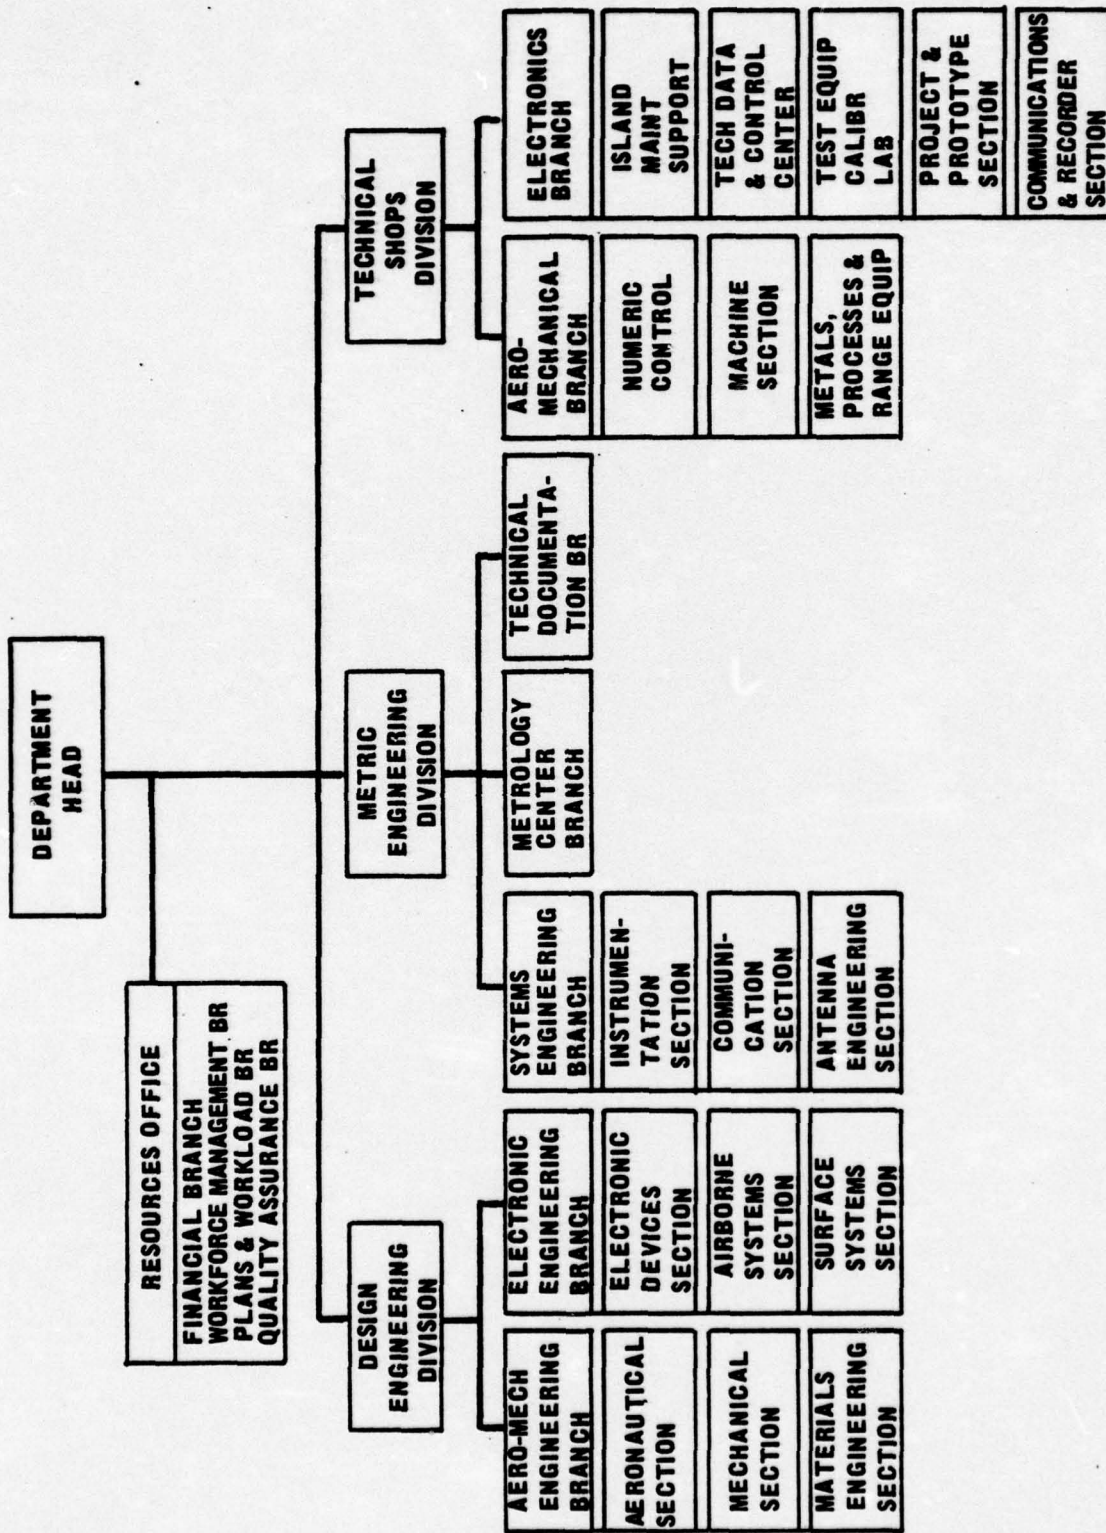 DEPARTMENT
HEAD
RESOURCES OFFICE
FINANCIAL BRANCH
WORKFORCE MANAGEMENT BR
PLANS & WORKLOAD BR
QUALITY ASSURANCE BR
DESIGN
ENGINEERING
DIVISION
METRIC
ENGINEERING
DIVISION
TECHNICAL
SHOPS
DIVISION
AERO-MECH
ENGINEERING
BRANCH
AERONAUTICAL
SECTION
MECHANICAL
SECTION
MATERIALS
ENGINEERING
SECTION
ELECTRONIC
ENGINEERING
BRANCH
ELECTRONIC
DEVICES
SECTION
AIRBORNE
SYSTEMS
SECTION
SURFACE
SYSTEMS
SECTION
SYSTEMS
ENGINEERING
BRANCH
INSTRUMEN-
TATION
SECTION
COMMUNI-
CATION
SECTION
ANTENNA
ENGINEERING
SECTION
METROLOGY
CENTER
BRANCH
TECHNICAL
DOCUMENTA-
TION BR
AERO-
MECHANICAL
BRANCH
NUMERIC
CONTROL
MACHINE
SECTION
METALS,
PROCESSES &
RANGE EQUIP
ELECTRONICS
BRANCH
ISLAND
MAINT
SUPPORT
TECH DATA
& CONTROL
CENTER
TEST EQUIP
CALIBR
LAB
PROJECT &
PROTOTYPE
SECTION
COMMUNICATIONS
& RECORDER
SECTION